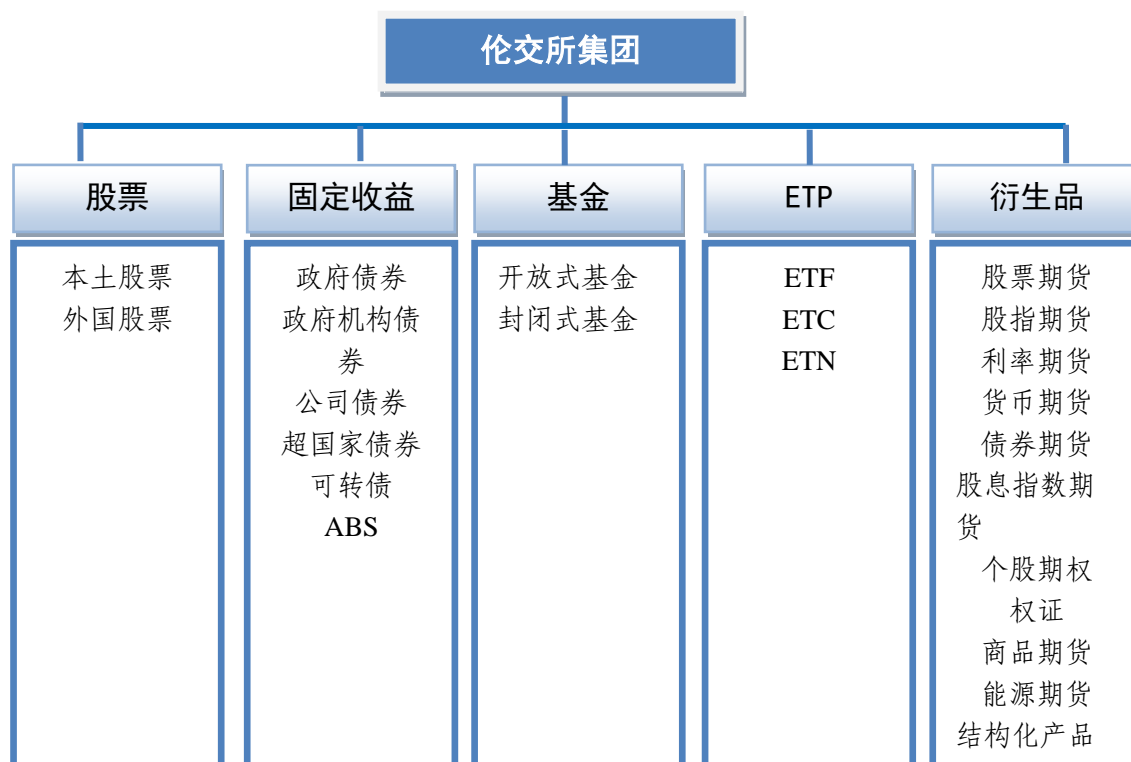 伦交所集团
股票
固定收益
基金
ETP
衍生品
本土股票
外国股票
政府债券
政府机构债
券
公司债券
超国家债券
可转债
ABS
开放式基金
封闭式基金
ETF
ETC
ETN
股票期货
股指期货
利率期货
货币期货
债券期货
股息指数期
货
个股期权
权证
商品期货
能源期货
结构化产品